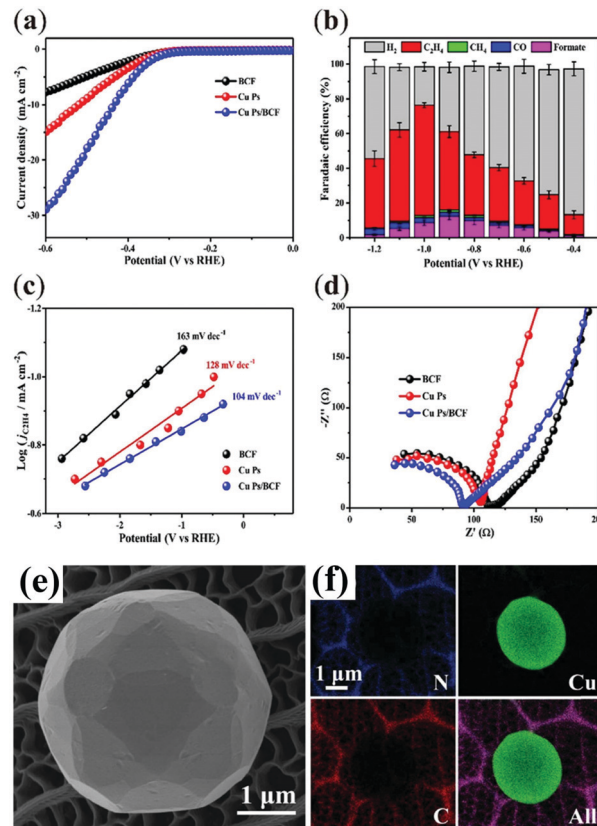 (a)
0
-10
-20
-30
Current density (mA cm⁻²)
BCF
Cu Ps
Cu Ps/BCF
-0.6
-0.4
-0.2
0.0
Potential (V vs RHE)
(b)
100
80
60
40
20
0
Faradaic efficiency (%)
H₂
C₂H₄
CH₄
CO
Formate
-1.2
-1.0
-0.8
-0.6
-0.4
Potential (V vs RHE)
(c)
-1.2
-1.0
-0.8
-0.6
Log (j_C2H4 / mA cm⁻²)
163 mV dec⁻¹
128 mV dec⁻¹
104 mV dec⁻¹
BCF
Cu Ps
Cu Ps/BCF
-3
-2
-1
0
Potential (V vs RHE)
(d)
200
150
100
50
0
-Z'' (Ω)
BCF
Cu Ps
Cu Ps/BCF
0
50
100
150
Z' (Ω)
(e)
1 μm
(f)
1 μm
N
Cu
C
All